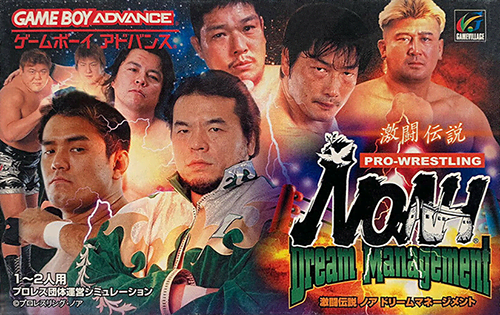 GAME BOY ADVANCE
ゲームボーイ アドバンス
GAMEVILLAGE
激闘伝説
PRO-WRESTLING
NOAH
Dream Management
激闘伝説 ノア ドリームマネージメント
1〜2人用
プロレス団体運営シミュレーション
©プロレスリング・ノア